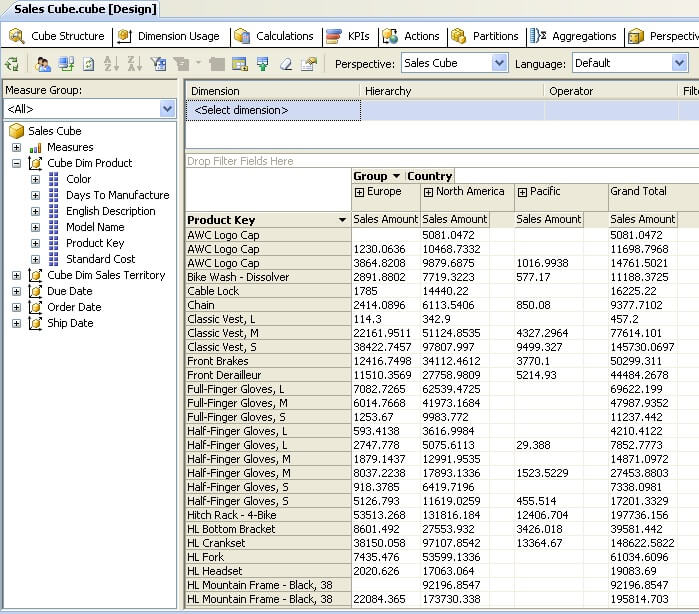 Sales Cube.cube [Design]
Cube Structure Dimension Usage Calculations KPIs Actions Partitions Aggregations Perspectiv
Perspective: Sales Cube Language: Default
Measure Group:
<All>
Sales Cube
Measures
Cube Dim Product
Color
Days To Manufacture
English Description
Model Name
Product Key
Standard Cost
Cube Dim Sales Territory
Due Date
Order Date
Ship Date
Dimension Hierarchy Operator Filte
<Select dimension>
Drop Filter Fields Here
Group Country
Europe North America Pacific Grand Total
Product Key Sales Amount Sales Amount Sales Amount Sales Amount
AWC Logo Cap 5081.0472 5081.0472
AWC Logo Cap 1230.0636 10468.7332 11698.7968
AWC Logo Cap 3864.8208 9879.6875 1016.9938 14761.5021
Bike Wash - Dissolver 2891.8802 7719.3223 577.17 11188.3725
Cable Lock 1785 14440.22 16225.22
Chain 2414.0896 6113.5406 850.08 9377.7102
Classic Vest, L 114.3 342.9 457.2
Classic Vest, M 22161.9511 51124.8535 4327.2964 77614.101
Classic Vest, S 38422.7457 97807.997 9499.327 145730.0697
Front Brakes 12416.7498 34112.4612 3770.1 50299.311
Front Derailleur 11510.3569 27758.9809 5214.93 44484.2678
Full-Finger Gloves, L 7082.7265 62539.4725 69622.199
Full-Finger Gloves, M 6014.7668 41973.1684 47987.9352
Full-Finger Gloves, S 1253.67 9983.772 11237.442
Half-Finger Gloves, L 593.4138 3616.9984 4210.4122
Half-Finger Gloves, L 2747.778 5075.6113 29.388 7852.7773
Half-Finger Gloves, M 1879.1437 12991.9535 14871.0972
Half-Finger Gloves, M 8037.2238 17893.1336 1523.5229 27453.8803
Half-Finger Gloves, S 918.3785 6419.7196 7338.0981
Half-Finger Gloves, S 5126.793 11619.0259 455.514 17201.3329
Hitch Rack - 4-Bike 53513.268 131816.184 12406.704 197736.156
HL Bottom Bracket 8601.492 27553.932 3426.018 39581.442
HL Crankset 38150.058 97107.8542 13364.67 148622.5822
HL Fork 7435.476 53599.1336 61034.6096
HL Headset 2020.626 17063.064 19083.69
HL Mountain Frame - Black, 38 92196.8547 92196.8547
HL Mountain Frame - Black, 38 22084.365 173730.338 195814.703